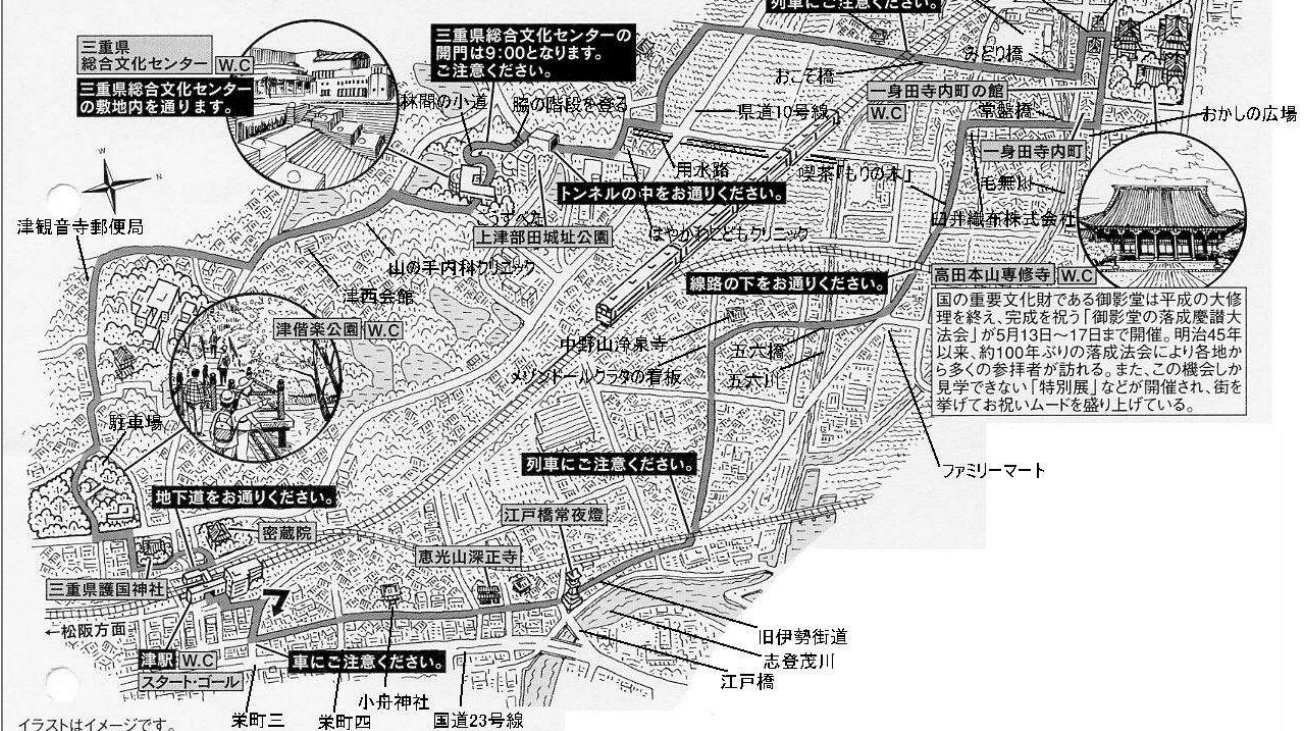 列車にご注意ください。
三重県
総合文化センター
W.C
三重県総合文化センターの
開門は9:00となります。
ご注意ください。
三重県総合文化センター
の敷地内を通ります。
みどり橋
おこそ橋
一身田寺内町の館
W.C
林間の小道
脇の階段を登る
県道10号線
常盤橋
おかしの広場
一身田寺内町
用水路
喫茶「もりの木」
毛無川
トンネルの中をお通りください。
W
N
津観音寺郵便局
こうずべた
上津部田城址公園
はやかわこどもクリニック
臼井織布株式会社
山の手内科クリニック
線路の下をお通りください。
高田本山専修寺
W.C
津西会館
国の重要文化財である御影堂は平成の大修
理を終え、完成を祝う「御影堂の落成慶讃大
法会」が5月13日～17日まで開催。明治45年
以来、約100年ぶりの落成法会により各地か
ら多くの参拝者が訪れる。また、この機会しか
見学できない「特別展」などが開催され、街を
挙げてお祝いムードを盛り上げている。
津偕楽公園
W.C
中野山浄泉寺
五六橋
メゾンドールクラタの看板
五六川
駐車場
列車にご注意ください。
ファミリーマート
地下道をお通りください。
江戸橋常夜燈
密蔵院
恵光山深正寺
三重県護国神社
←松阪方面
旧伊勢街道
津駅
W.C
車にご注意ください。
志登茂川
スタート・ゴール
江戸橋
小舟神社
栄町三
栄町四
国道23号線
イラストはイメージです。